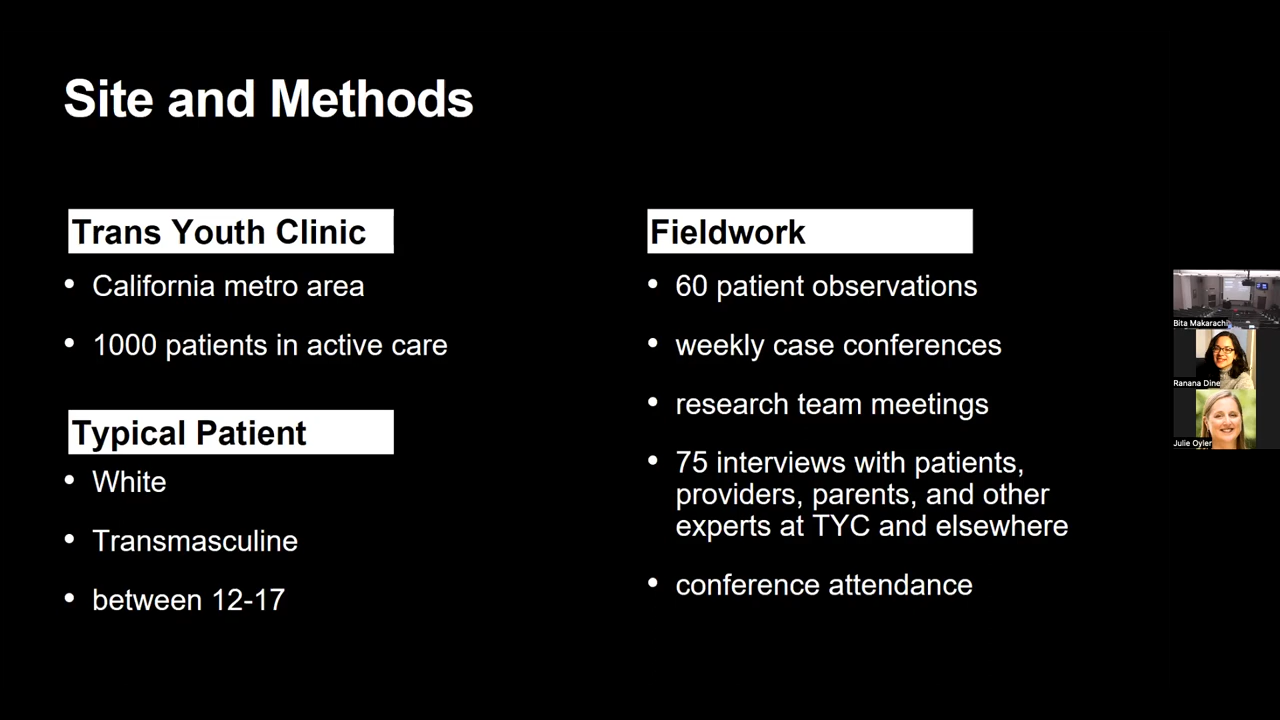 Site and Methods
Trans Youth Clinic
• California metro area
• 1000 patients in active care
Typical Patient
• White
• Transmasculine
• between 12-17
Fieldwork
• 60 patient observations
• weekly case conferences
• research team meetings
• 75 interviews with patients,
providers, parents, and other
experts at TYC and elsewhere
• conference attendance
Bita Makarachi
Ranana Dine
Julie Oyler